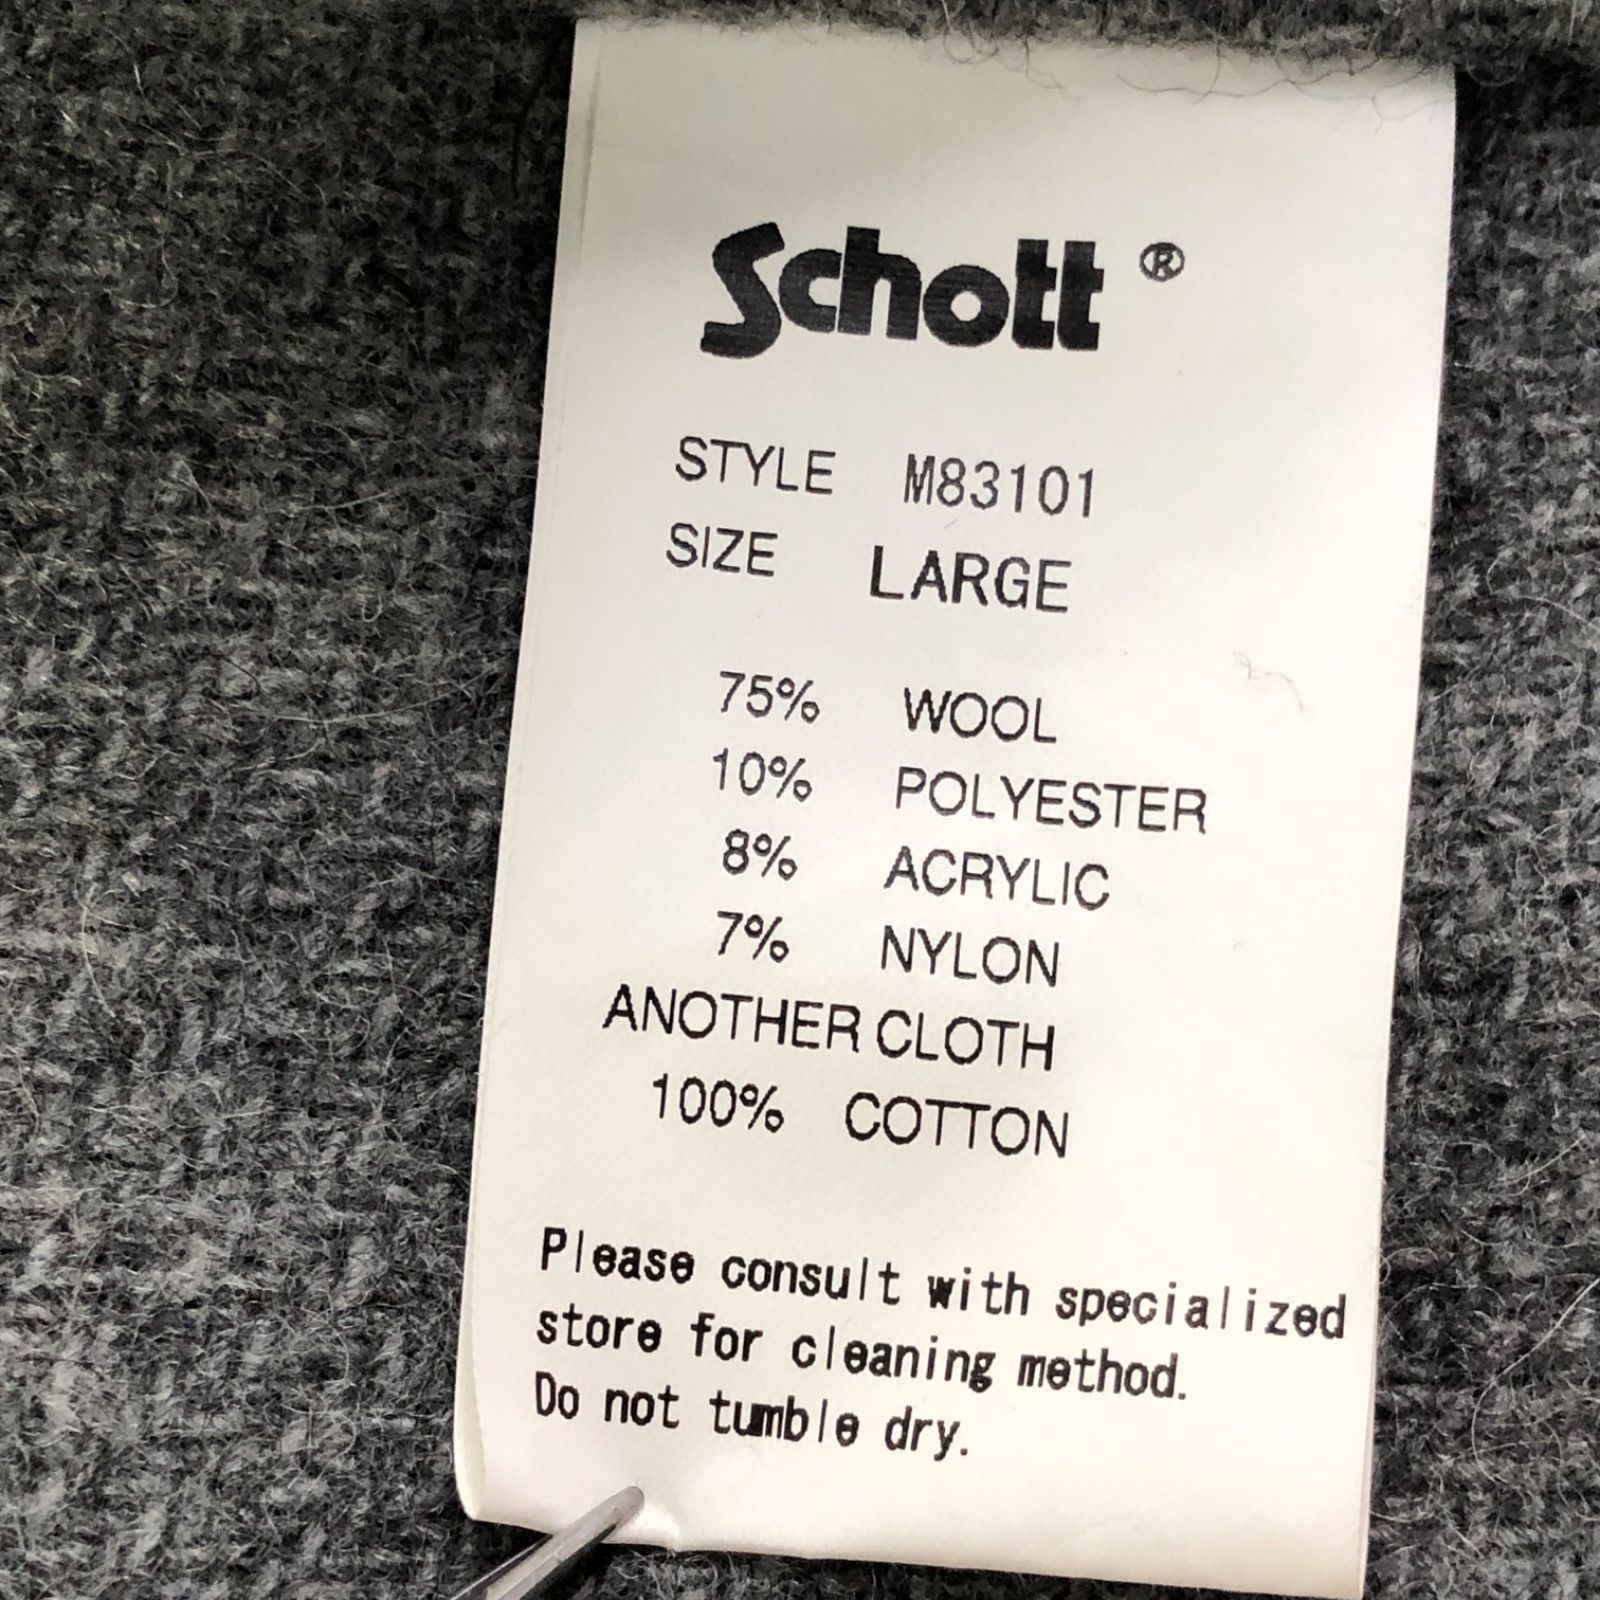 Schott ®
STYLE M83101
SIZE LARGE
75% WOOL
10% POLYESTER
8% ACRYLIC
7% NYLON
ANOTHER CLOTH
100% COTTON
Please consult with specialized
store for cleaning method.
Do not tumble dry.